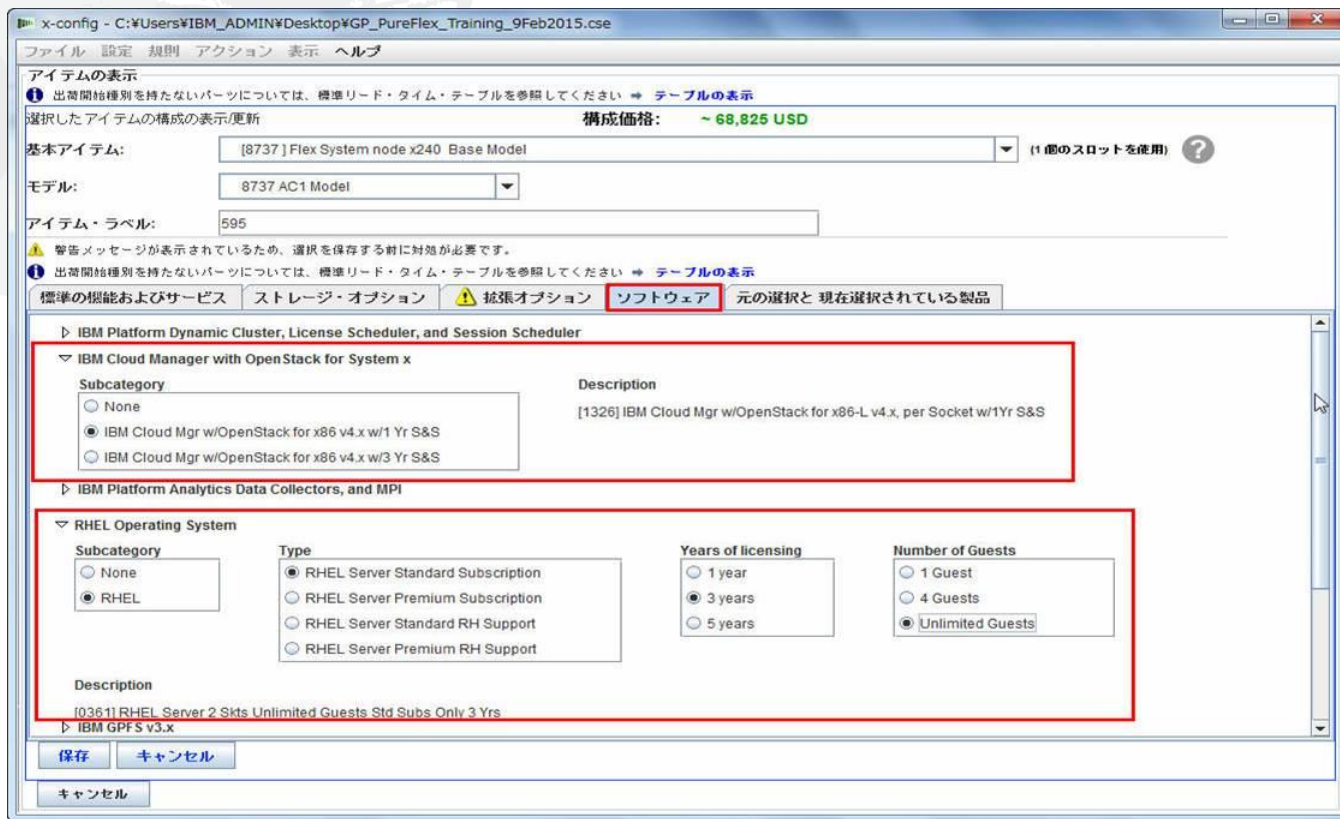 x-config - C:¥Users¥IBM_ADMIN¥Desktop¥GP_PureFlex_Training_9Feb2015.cse
ファイル 設定 規則 アクション 表示 ヘルプ
アイテムの表示
出荷開始種別を持たないパーツについては、標準リード・タイム・テーブルを参照してください ➡ テーブルの表示
選択したアイテムの構成の表示/更新 構成価格: ~ 68,825 USD
基本アイテム: [8737 ] Flex System node x240 Base Model (1 個のスロットを使用)
モデル: 8737 AC1 Model
アイテム・ラベル: 595
警告メッセージが表示されているため、選択を保存する前に対処が必要です。
出荷開始種別を持たないパーツについては、標準リード・タイム・テーブルを参照してください ➡ テーブルの表示
標準の機能およびサービス ストレージ・オプション 拡張オプション ソフトウェア 元の選択と 現在選択されている製品
IBM Platform Dynamic Cluster, License Scheduler, and Session Scheduler
IBM Cloud Manager with OpenStack for System x
Subcategory Description
None [1326] IBM Cloud Mgr w/OpenStack for x86-L v4.x, per Socket w/1Yr S&S
IBM Cloud Mgr w/OpenStack for x86 v4.x w/1 Yr S&S
IBM Cloud Mgr w/OpenStack for x86 v4.x w/3 Yr S&S
IBM Platform Analytics Data Collectors, and MPI
RHEL Operating System
Subcategory Type Years of licensing Number of Guests
None RHEL Server Standard Subscription 1 year 1 Guest
RHEL RHEL Server Premium Subscription 3 years 4 Guests
RHEL Server Standard RH Support 5 years Unlimited Guests
RHEL Server Premium RH Support
Description
[0361] RHEL Server 2 Skts Unlimited Guests Std Subs Only 3 Yrs
IBM GPFS v3.x
保存 キャンセル
キャンセル